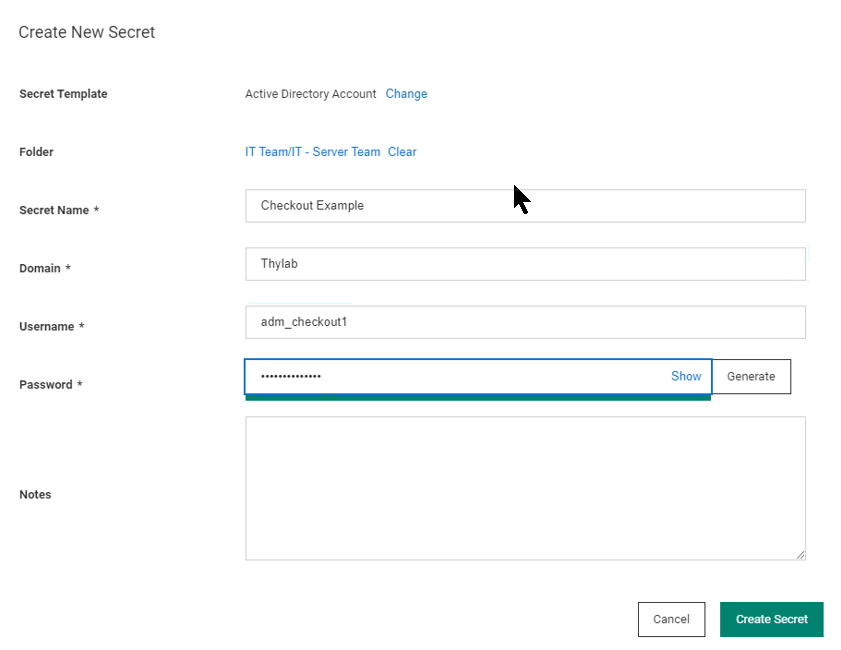 Create New Secret
Secret Template Active Directory Account Change
Folder IT Team/IT - Server Team Clear
Secret Name * Checkout Example
Domain * Thylab
Username * adm_checkout1
Password * •••••••••••••• Show Generate
Notes
Cancel Create Secret